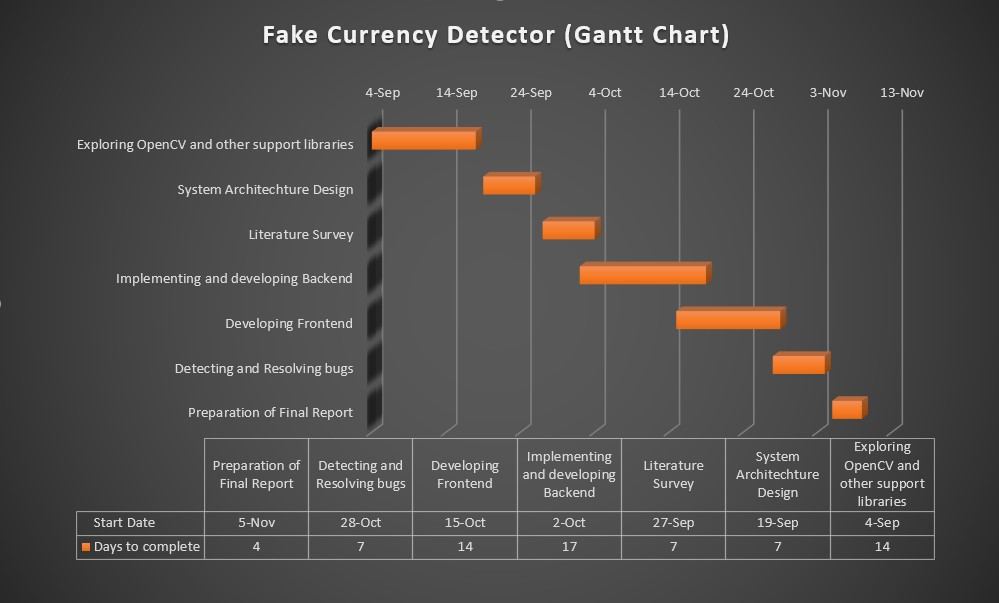 Fake Currency Detector (Gantt Chart)
4-Sep 14-Sep 24-Sep 4-Oct 14-Oct 24-Oct 3-Nov 13-Nov
Exploring OpenCV and other support libraries
System Architechture Design
Literature Survey
Implementing and developing Backend
Developing Frontend
Detecting and Resolving bugs
Preparation of Final Report
Preparation of
Final Report
Detecting and
Resolving bugs
Developing
Frontend
Implementing
and developing
Backend
Literature
Survey
System
Architechture
Design
Exploring
OpenCV and
other support
libraries
Start Date 5-Nov 28-Oct 15-Oct 2-Oct 27-Sep 19-Sep 4-Sep
Days to complete 4 7 14 17 7 7 14